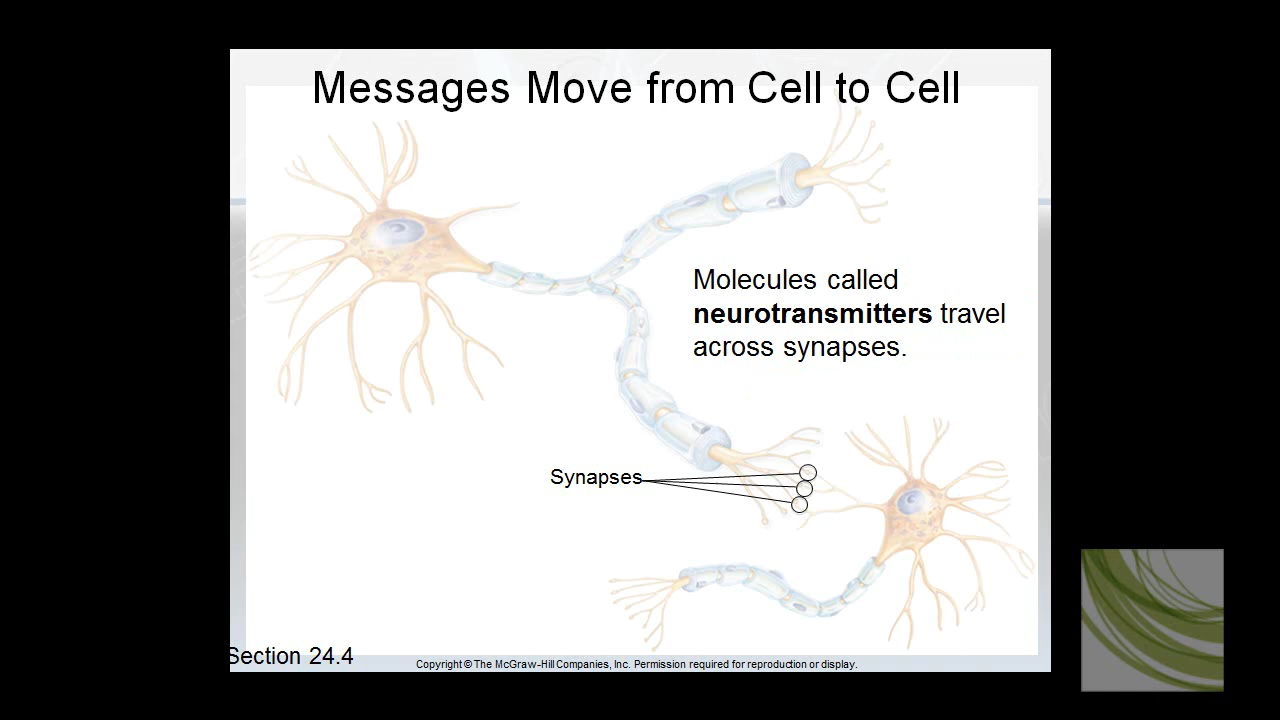 Messages Move from Cell to Cell
Molecules called
neurotransmitters travel
across synapses.
Synapses
Section 24.4
Copyright © The McGraw-Hill Companies, Inc. Permission required for reproduction or display.